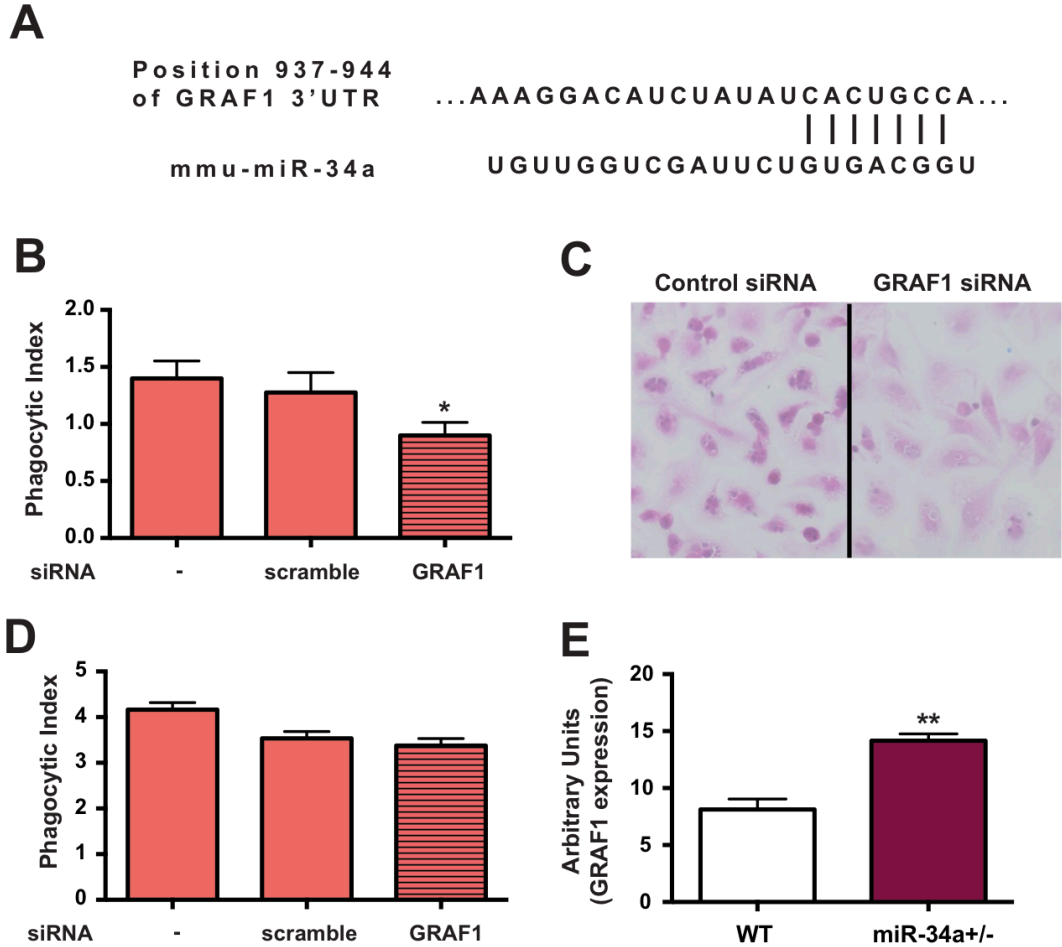 A
Position 937-944
of GRAF1 3’UTR
...AAAGGACAUCUAUAUCACUGCCA...
mmu-miR-34a
UGUUGGUCGAUUCUGUGACGGU
B
Phagocytic Index
2.0
1.5
1.0
0.5
0.0
*
siRNA - scramble GRAF1
C
Control siRNA GRAF1 siRNA
D
Phagocytic Index
5
4
3
2
1
0
siRNA - scramble GRAF1
E
Arbitrary Units
(GRAF1 expression)
20
15
10
5
0
**
WT miR-34a+/-